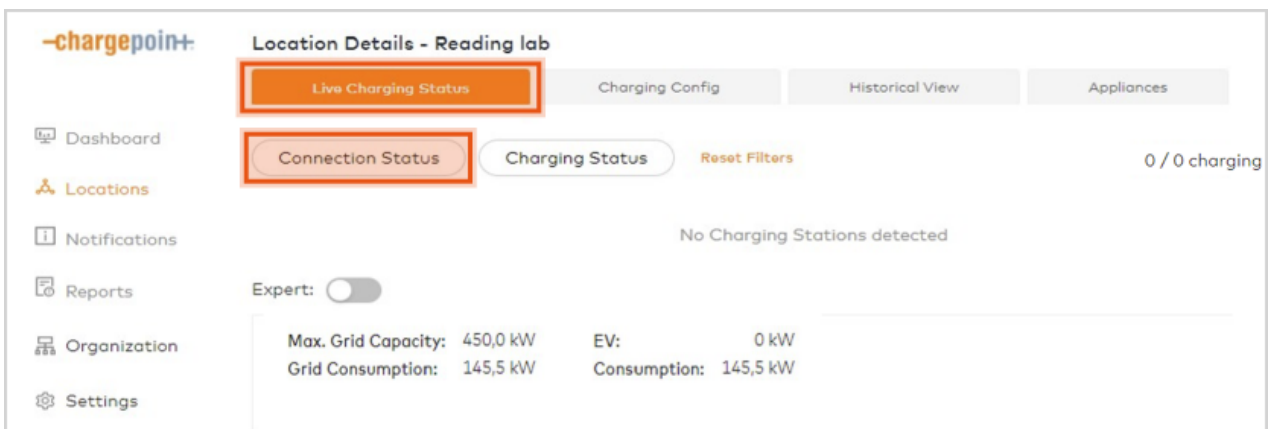 -chargepoin+
Location Details - Reading lab
Live Charging Status
Charging Config
Historical View
Appliances
Dashboard
Locations
Notifications
Reports
Organization
Settings
Connection Status
Charging Status
Reset Filters
0 / 0 charging
No Charging Stations detected
Expert:
Max. Grid Capacity: 450,0 kW EV: 0 kW
Grid Consumption: 145,5 kW Consumption: 145,5 kW